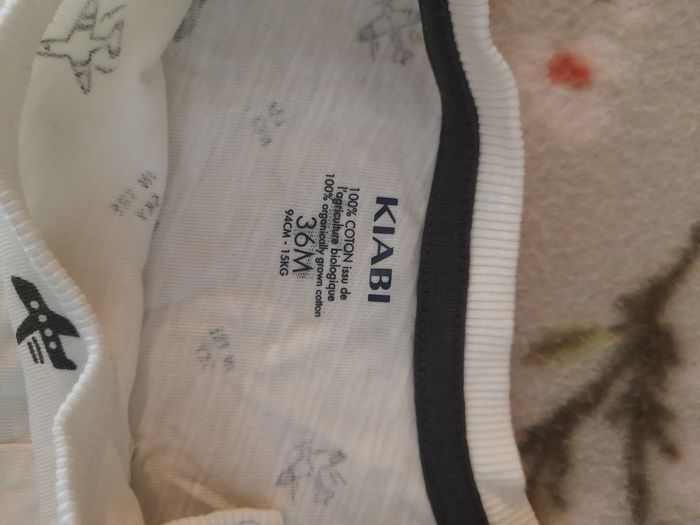 KIABI
100% COTON issu de
l'agriculture biologique
100% organically grown cotton
36M
94CM - 15KG